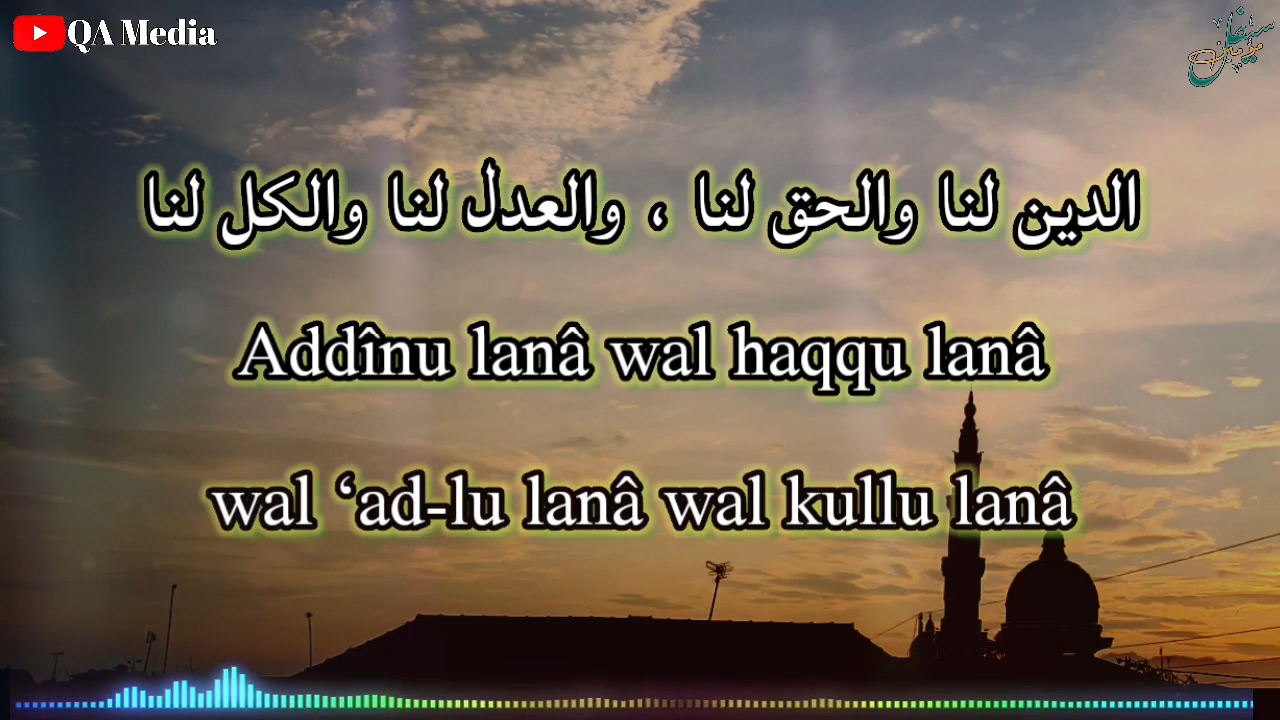 QA Media
الدين لنا والحق لنا ، والعدل لنا والكل لنا
Addînu lanâ wal haqqu lanâ
wal ‘ad-lu lanâ wal kullu lanâ